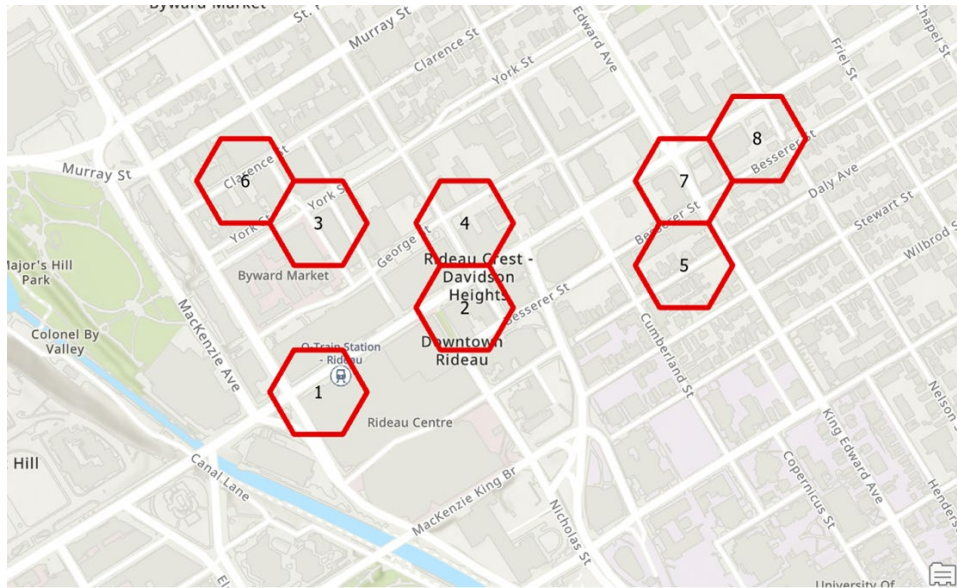 Byward Market
St. P
Murray St
Clarence St
York St
Edward Ave
Friel St
Chapel St
Murray St
Clarence St
6
York St
3
York St
George St
4
7
8
Besserer St
Besserer St
Daly Ave
Stewart St
Wilbrod S
Major's Hill
Park
Byward Market
Rideau Crest -
Davidson
Heights
2
Besserer St
5
Colonel By
Valley
MacKenzie Ave
O-Train Station
- Rideau
Downtown
Rideau
Cumberland St
1
Rideau Centre
Nelson S
Hill
Canal Lane
MacKenzie King Br
Nicholas St
King Edward Ave
Copernicus St
Henders
El
University Of